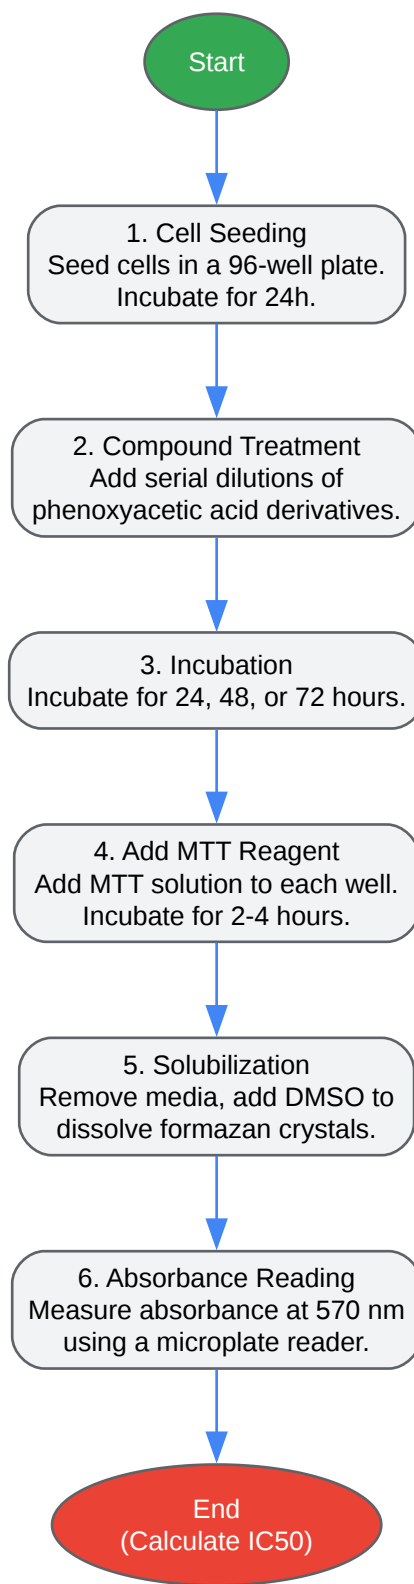 Start
1. Cell Seeding
Seed cells in a 96-well plate.
Incubate for 24h.
2. Compound Treatment
Add serial dilutions of
phenoxyacetic acid derivatives.
3. Incubation
Incubate for 24, 48, or 72 hours.
4. Add MTT Reagent
Add MTT solution to each well.
Incubate for 2-4 hours.
5. Solubilization
Remove media, add DMSO to
dissolve formazan crystals.
6. Absorbance Reading
Measure absorbance at 570 nm
using a microplate reader.
End
(Calculate IC50)